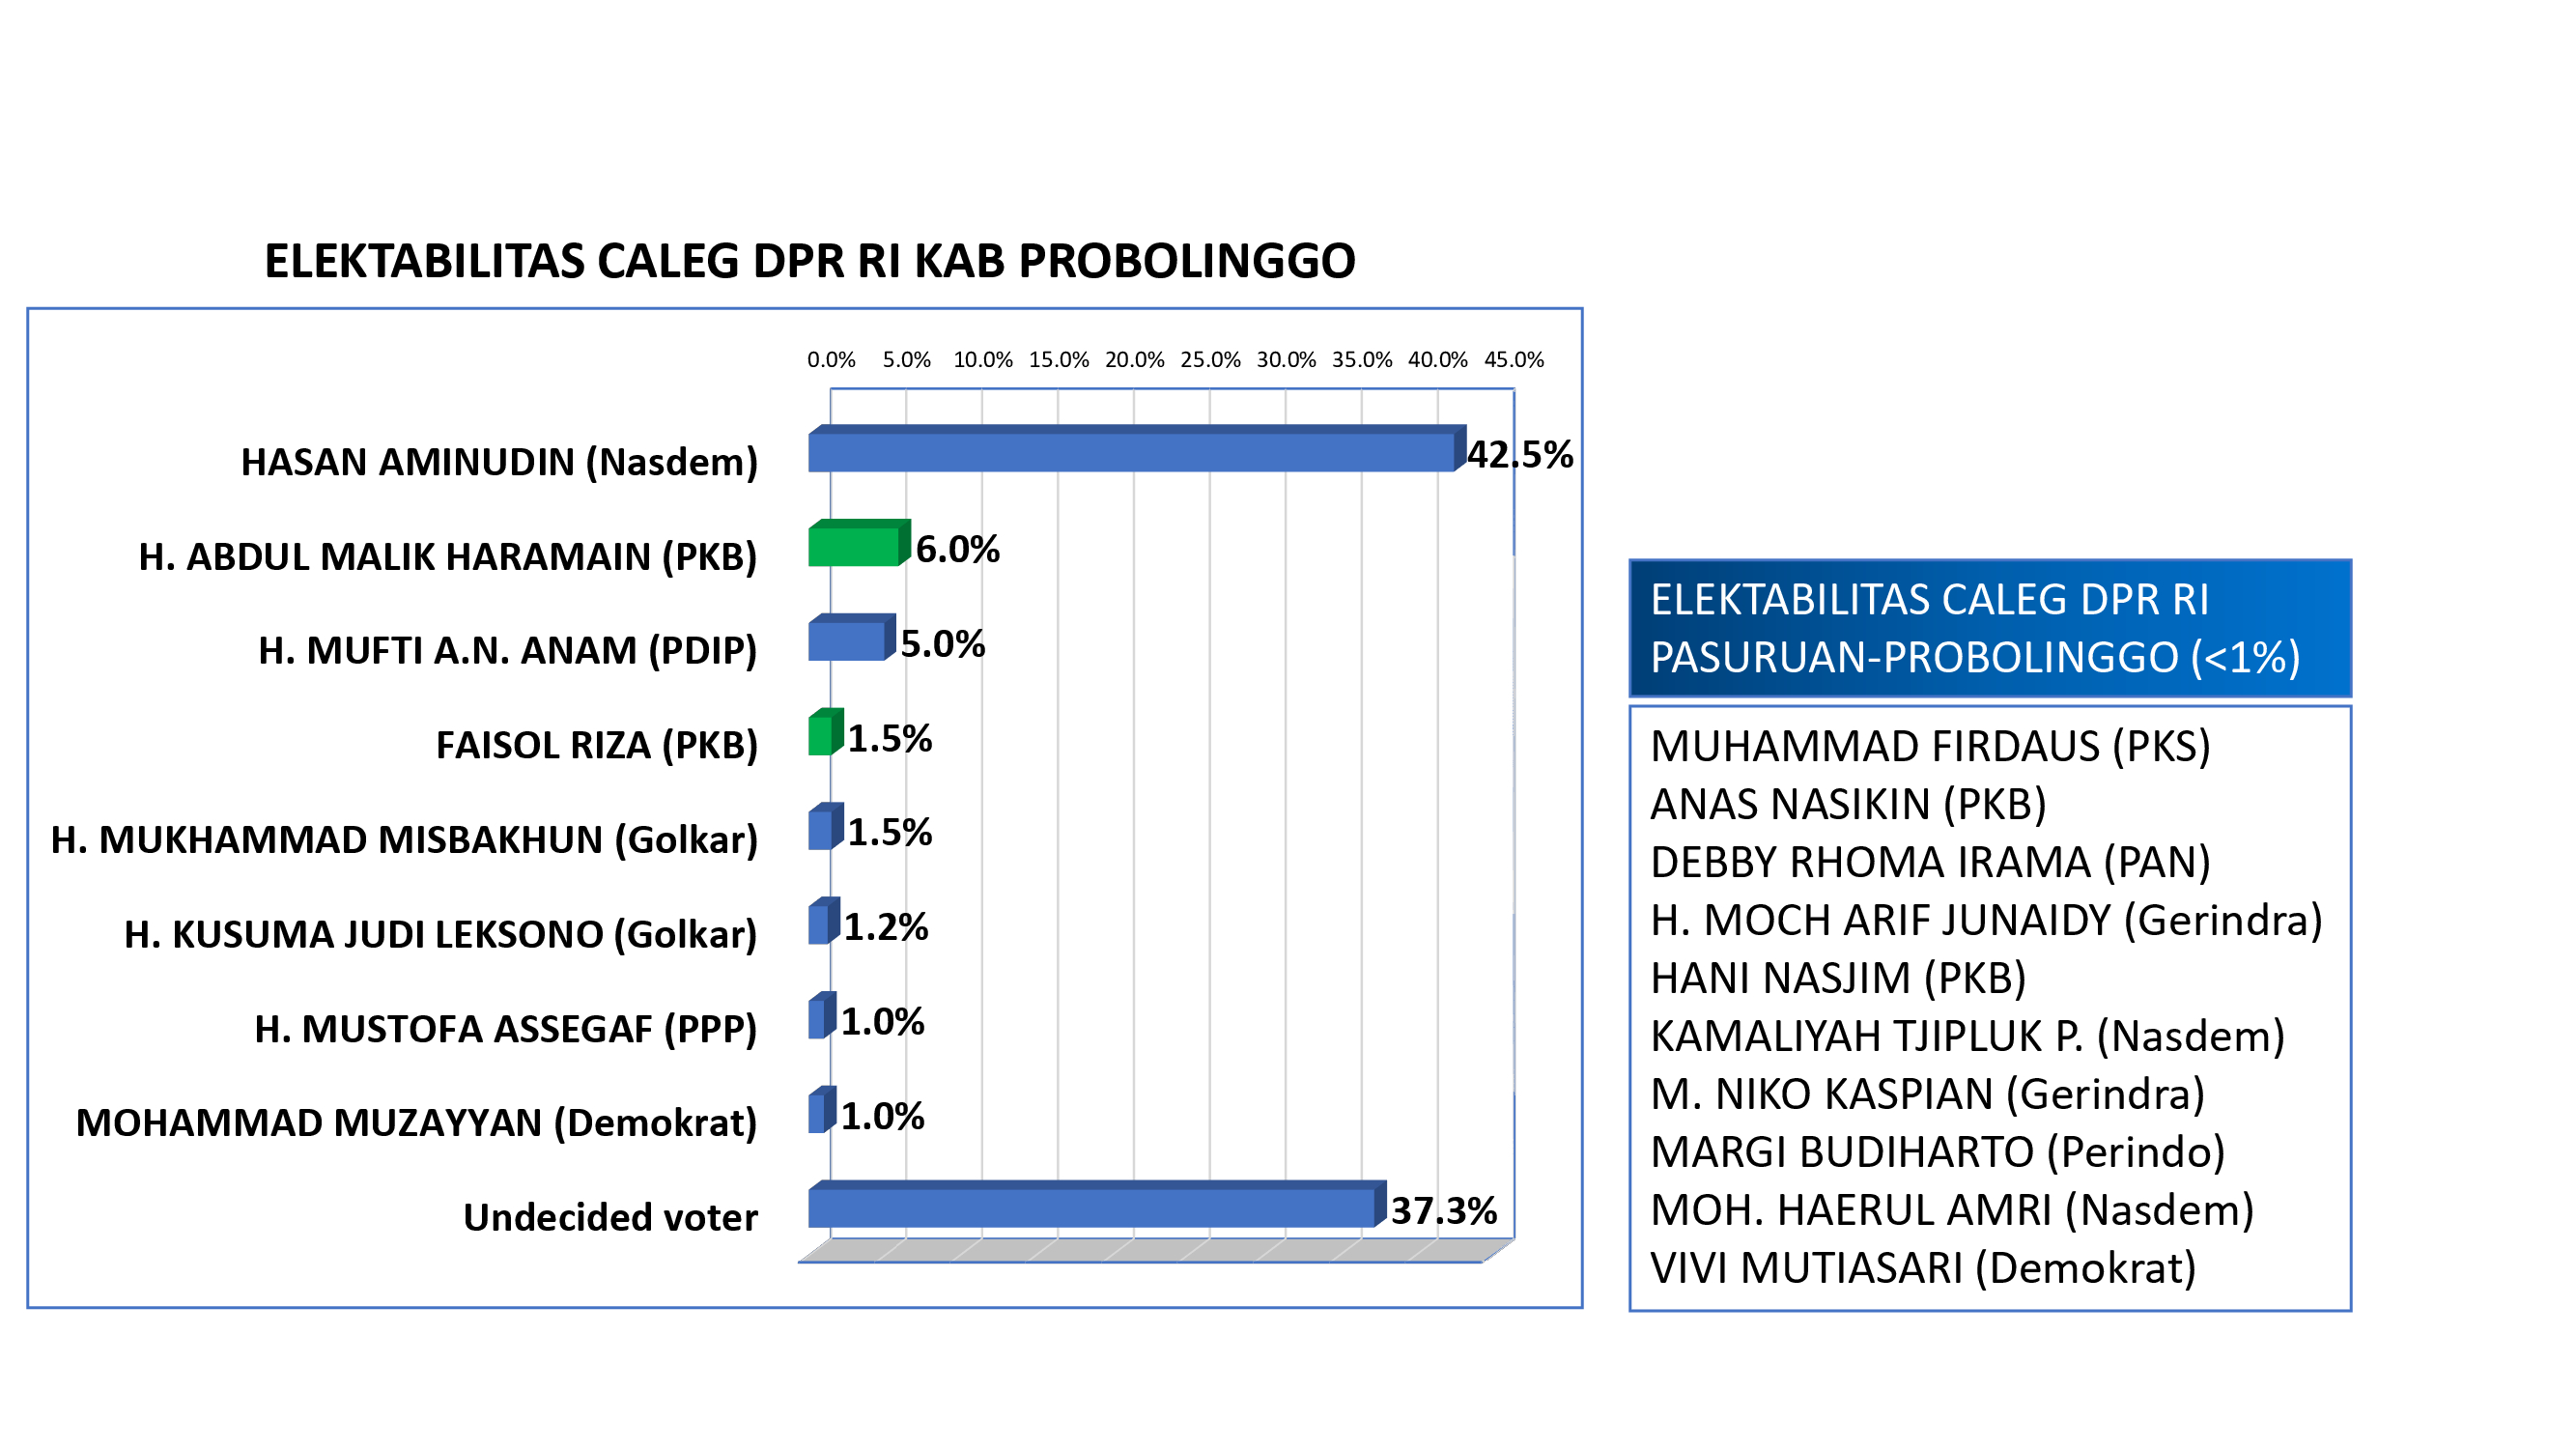 ELEKTABILITAS CALEG DPR RI KAB PROBOLINGGO
0.0% 5.0% 10.0% 15.0% 20.0% 25.0% 30.0% 35.0% 40.0% 45.0%
HASAN AMINUDIN (Nasdem) 42.5%
H. ABDUL MALIK HARAMAIN (PKB) 6.0%
H. MUFTI A.N. ANAM (PDIP) 5.0%
FAISOL RIZA (PKB) 1.5%
H. MUKHAMMAD MISBAKHUN (Golkar) 1.5%
H. KUSUMA JUDI LEKSONO (Golkar) 1.2%
H. MUSTOFA ASSEGAF (PPP) 1.0%
MOHAMMAD MUZAYYAN (Demokrat) 1.0%
Undecided voter 37.3%
ELEKTABILITAS CALEG DPR RI
PASURUAN-PROBOLINGGO (<1%)
MUHAMMAD FIRDAUS (PKS)
ANAS NASIKIN (PKB)
DEBBY RHOMA IRAMA (PAN)
H. MOCH ARIF JUNAIDY (Gerindra)
HANI NASJIM (PKB)
KAMALIYAH TJIPLUK P. (Nasdem)
M. NIKO KASPIAN (Gerindra)
MARGI BUDIHARTO (Perindo)
MOH. HAERUL AMRI (Nasdem)
VIVI MUTIASARI (Demokrat)